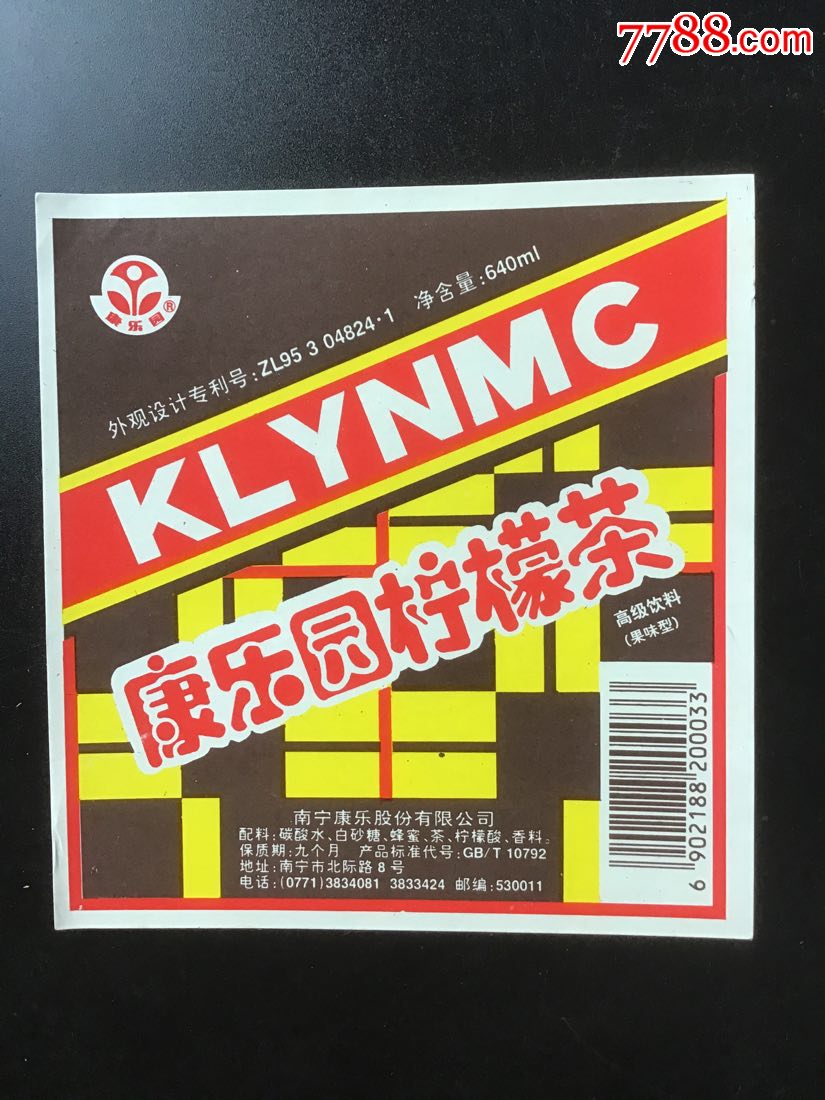 7788.com
康乐园®
外观设计专利号:ZL95 3 04824·1 净含量:640ml
KLYNMC
康乐园柠檬茶
高级饮料
(果味型)
南宁康乐股份有限公司
配料:碳酸水、白砂糖、蜂蜜、茶、柠檬酸、香料。
保质期:九个月 产品标准代号:GB/T 10792
地址:南宁市北际路8号
电话:(0771)3834081 3833424 邮编:530011
6 902188 200033